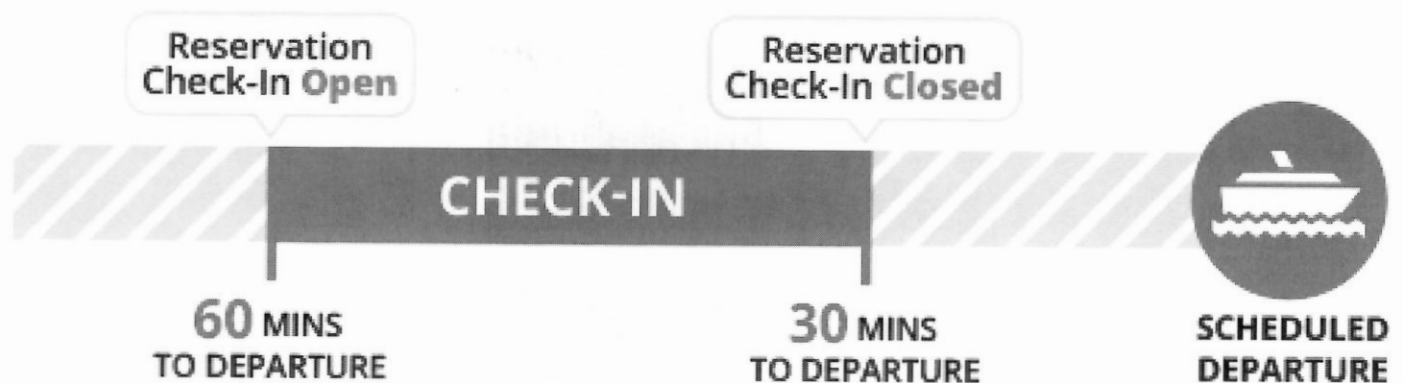 Reservation
Check-In Open
Reservation
Check-In Closed
CHECK-IN
60 MINS
TO DEPARTURE
30 MINS
TO DEPARTURE
SCHEDULED
DEPARTURE